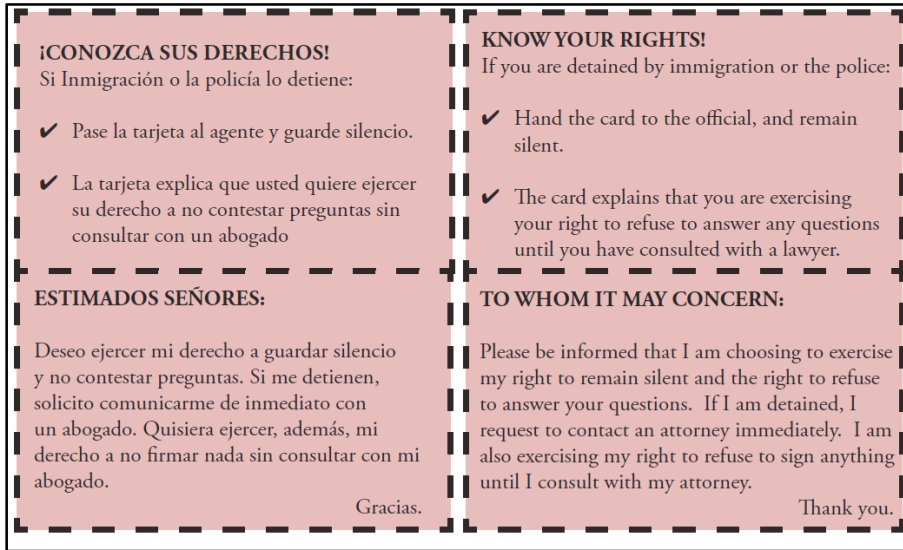 ¡CONOZCA SUS DERECHOS!
Si Inmigración o la policía lo detiene:
✔ Pase la tarjeta al agente y guarde silencio.
✔ La tarjeta explica que usted quiere ejercer
su derecho a no contestar preguntas sin
consultar con un abogado
ESTIMADOS SEÑORES:
Deseo ejercer mi derecho a guardar silencio
y no contestar preguntas. Si me detienen,
solicito comunicarme de inmediato con
un abogado. Quisiera ejercer, además, mi
derecho a no firmar nada sin consultar con mi
abogado.
Gracias.
KNOW YOUR RIGHTS!
If you are detained by immigration or the police:
✔ Hand the card to the official, and remain
silent.
✔ The card explains that you are exercising
your right to refuse to answer any questions
until you have consulted with a lawyer.
TO WHOM IT MAY CONCERN:
Please be informed that I am choosing to exercise
my right to remain silent and the right to refuse
to answer your questions.  If I am detained, I
request to contact an attorney immediately.  I am
also exercising my right to refuse to sign anything
until I consult with my attorney.
Thank you.